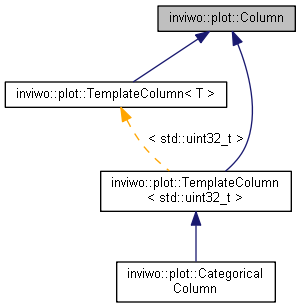 inviwo::plot::Column
inviwo::plot::TemplateColumn< T >
< std::uint32_t >
inviwo::plot::TemplateColumn
< std::uint32_t >
inviwo::plot::Categorical
Column